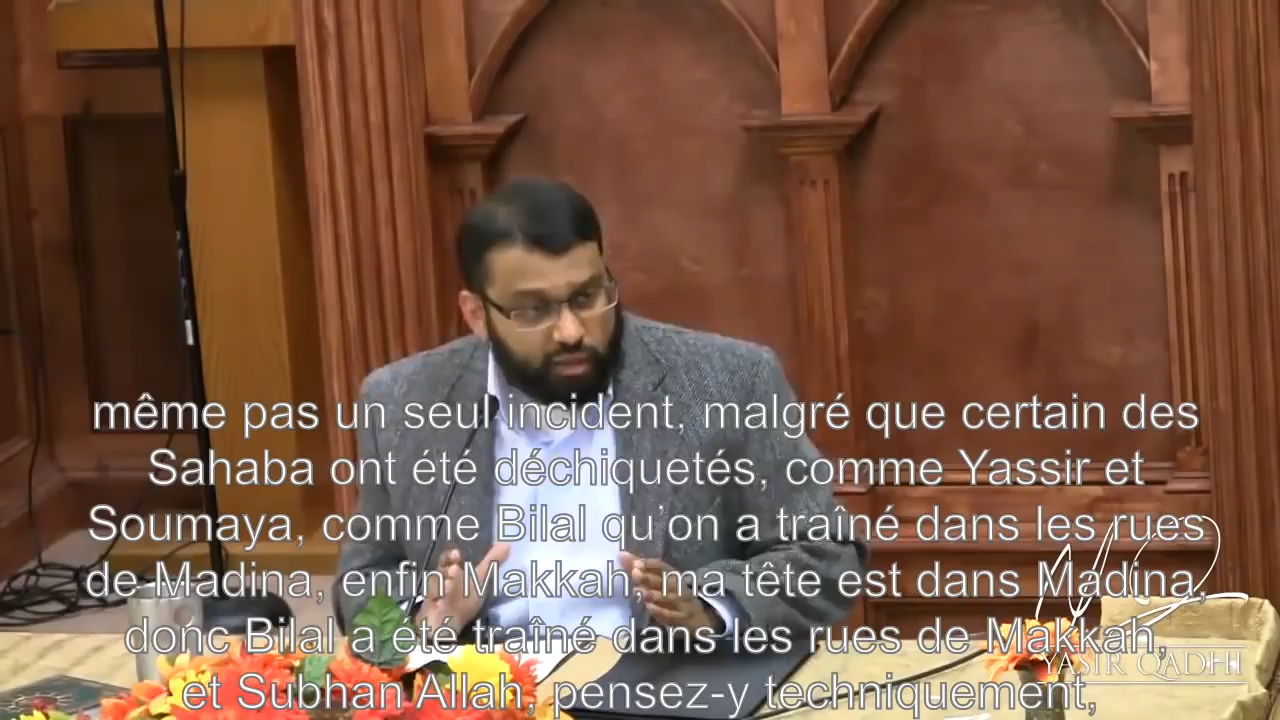 même pas un seul incident, malgré que certain des
Sahaba ont été déchiquetés, comme Yassir et
Soumaya, comme Bilal qu'on a traîné dans les rues
de Madina, enfin Makkah, ma tête est dans Madina,
donc Bilal a été traîné dans les rues de Makkah,
et Subhan Allah, pensez-y techniquement,
YASIR QADHI